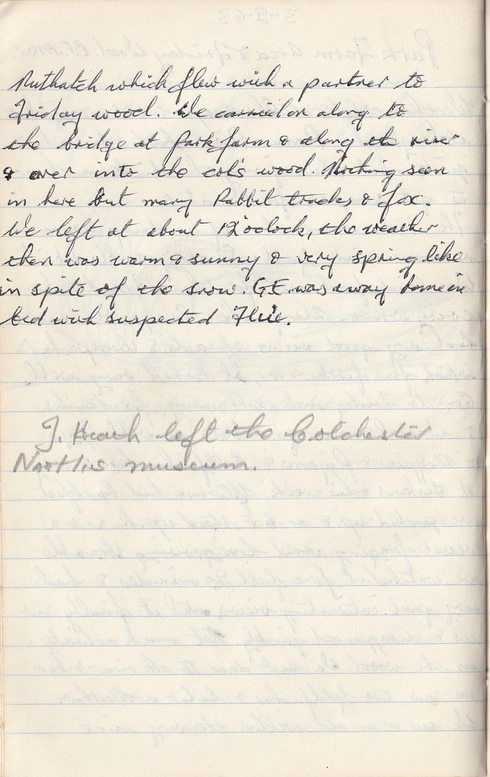 Nuthatch which flew with a partner to
Friday wood. We carried on along to
the bridge at Park farm & along the river
& over into the col's wood. Nothing seen
in here but many Rabbit tracks & fox.
We left at about 12 oclock, the weather
then was warm & sunny & very spring like
in spite of the snow. G.E. was away home in
bed with suspected Flue.
J. Heach left the Colchester
Nat His museum.